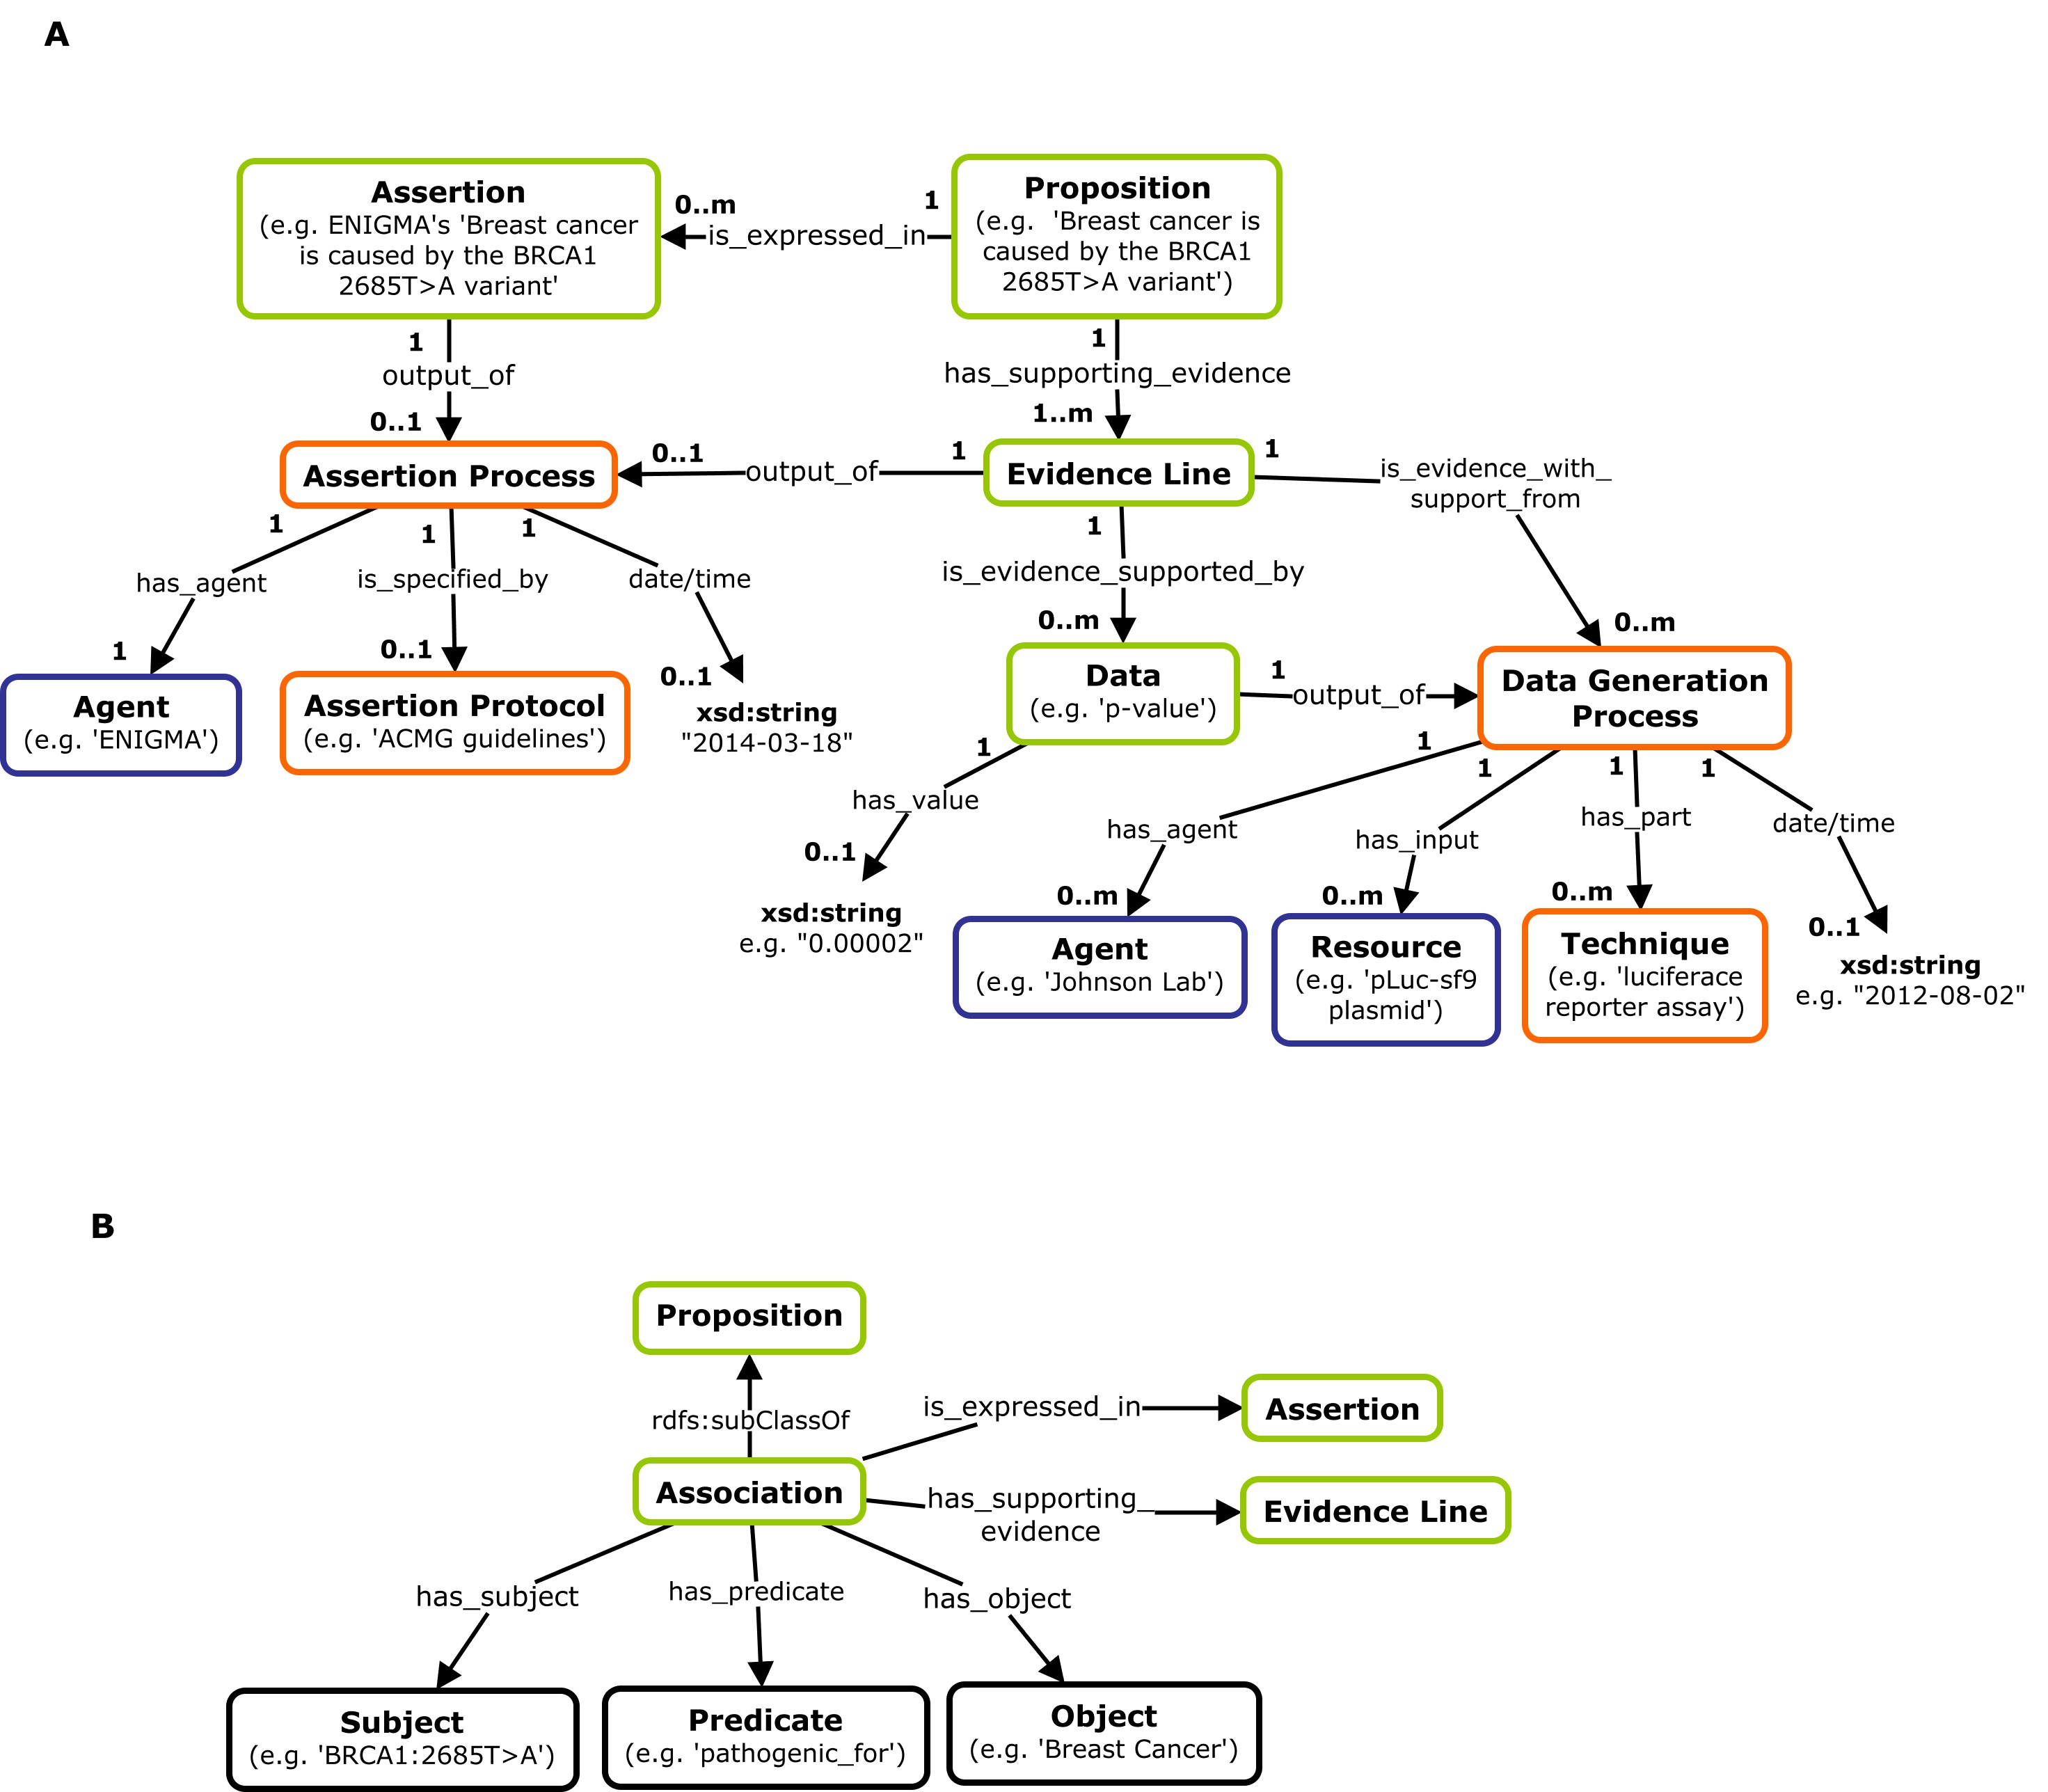 A
Assertion
(e.g. ENIGMA's 'Breast cancer
is caused by the BRCA1
2685T>A variant'
0..m
is_expressed_in
1
Proposition
(e.g.  'Breast cancer is
caused by the BRCA1
2685T>A variant')
1
output_of
0..1
1
has_supporting_evidence
1..m
Assertion Process
0..1
output_of
1
Evidence Line
1
is_evidence_with_
support_from
0..m
1
has_agent
1
1
is_specified_by
0..1
1
date/time
0..1
1
is_evidence_supported_by
0..m
Agent
(e.g. 'ENIGMA')
Assertion Protocol
(e.g. 'ACMG guidelines')
xsd:string
"2014-03-18"
Data
(e.g. 'p-value')
1
output_of
Data Generation
Process
1
has_value
0..1
xsd:string
e.g. "0.00002"
1
has_agent
0..m
1
has_input
0..m
1
has_part
0..m
1
date/time
0..1
Agent
(e.g. 'Johnson Lab')
Resource
(e.g. 'pLuc-sf9
plasmid')
Technique
(e.g. 'luciferace
reporter assay')
xsd:string
e.g. "2012-08-02"
B
Proposition
rdfs:subClassOf
is_expressed_in
Assertion
Association
has_supporting_
evidence
Evidence Line
has_subject
has_predicate
has_object
Subject
(e.g. 'BRCA1:2685T>A')
Predicate
(e.g. 'pathogenic_for')
Object
(e.g. 'Breast Cancer')